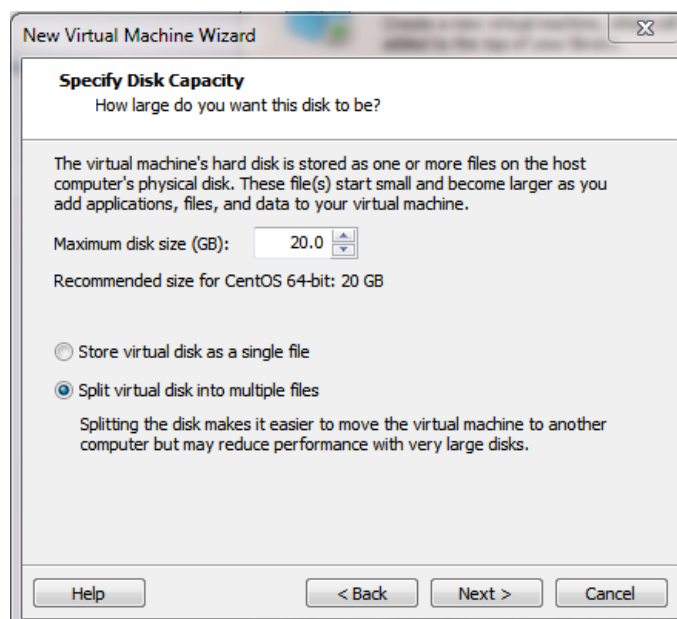 New Virtual Machine Wizard
Specify Disk Capacity
How large do you want this disk to be?
The virtual machine's hard disk is stored as one or more files on the host
computer's physical disk. These file(s) start small and become larger as you
add applications, files, and data to your virtual machine.
Maximum disk size (GB): 20.0
Recommended size for CentOS 64-bit: 20 GB
Store virtual disk as a single file
Split virtual disk into multiple files
Splitting the disk makes it easier to move the virtual machine to another
computer but may reduce performance with very large disks.
Help < Back Next > Cancel